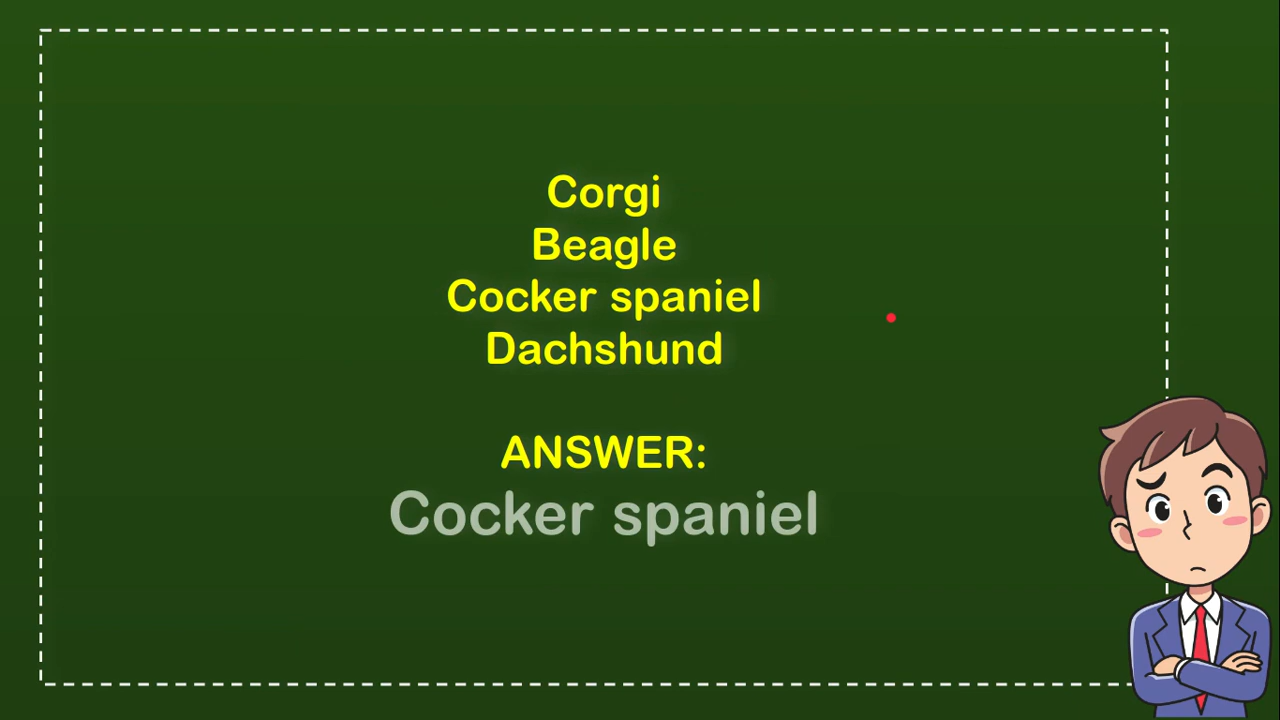 Corgi
Beagle
Cocker spaniel
Dachshund
ANSWER:
Cocker spaniel